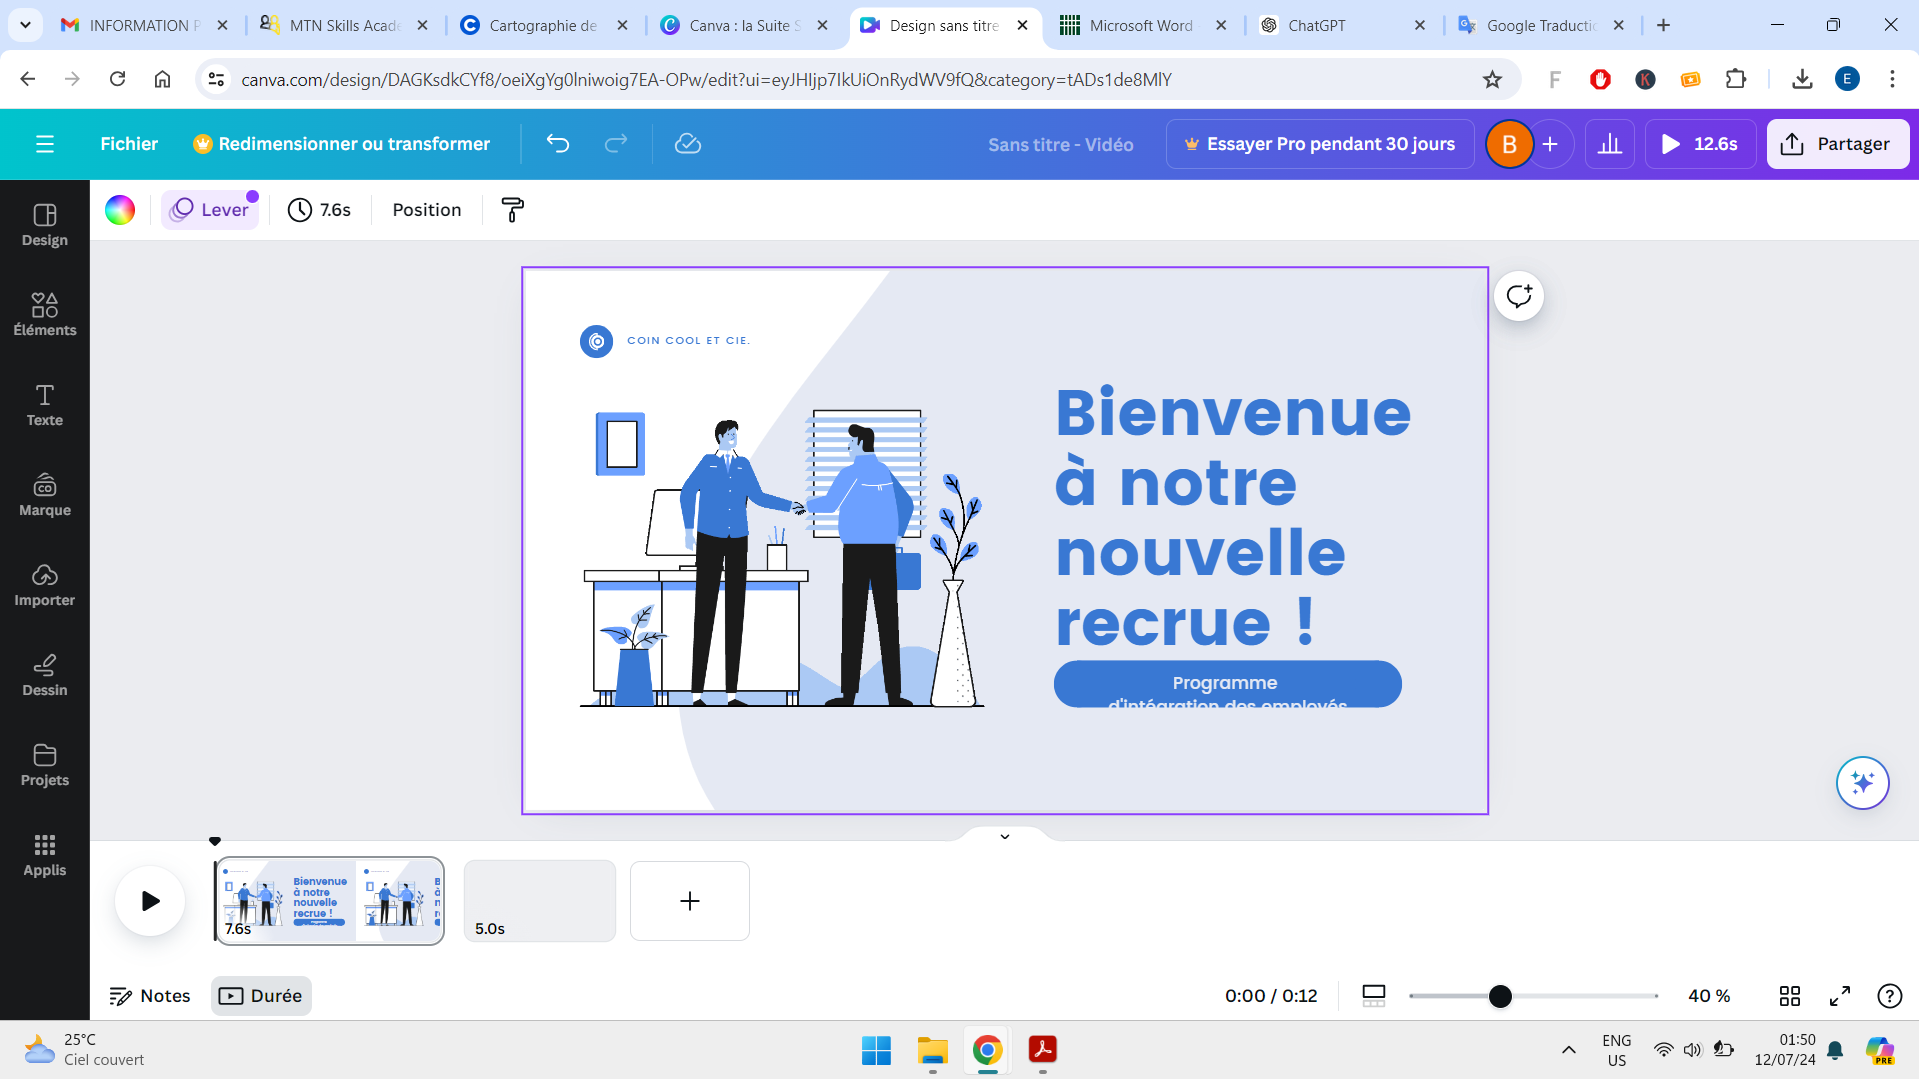 INFORMATION P
MTN Skills Acade
Cartographie de
Canva : la Suite S
Design sans titre
Microsoft Word
ChatGPT
Google Traductio
canva.com/design/DAGKsdkCYf8/oeiXgYg0lniwoig7EA-OPw/edit?ui=eyJHIjp7IkUiOnRydWV9fQ&category=tADs1de8MlY
F
K
E
Fichier
Redimensionner ou transformer
Sans titre - Vidéo
Essayer Pro pendant 30 jours
B
12.6s
Partager
Lever
7.6s
Position
Design
Éléments
Texte
Marque
Importer
Dessin
Projets
Applis
COIN COOL ET CIE.
Bienvenue
à notre
nouvelle
recrue !
Programme
d'intégration des employés
Bienvenue
à notre
nouvelle
recrue !
7.6s
5.0s
Notes
Durée
0:00 / 0:12
40 %
25°C
Ciel couvert
ENG
US
01:50
12/07/24
PRE